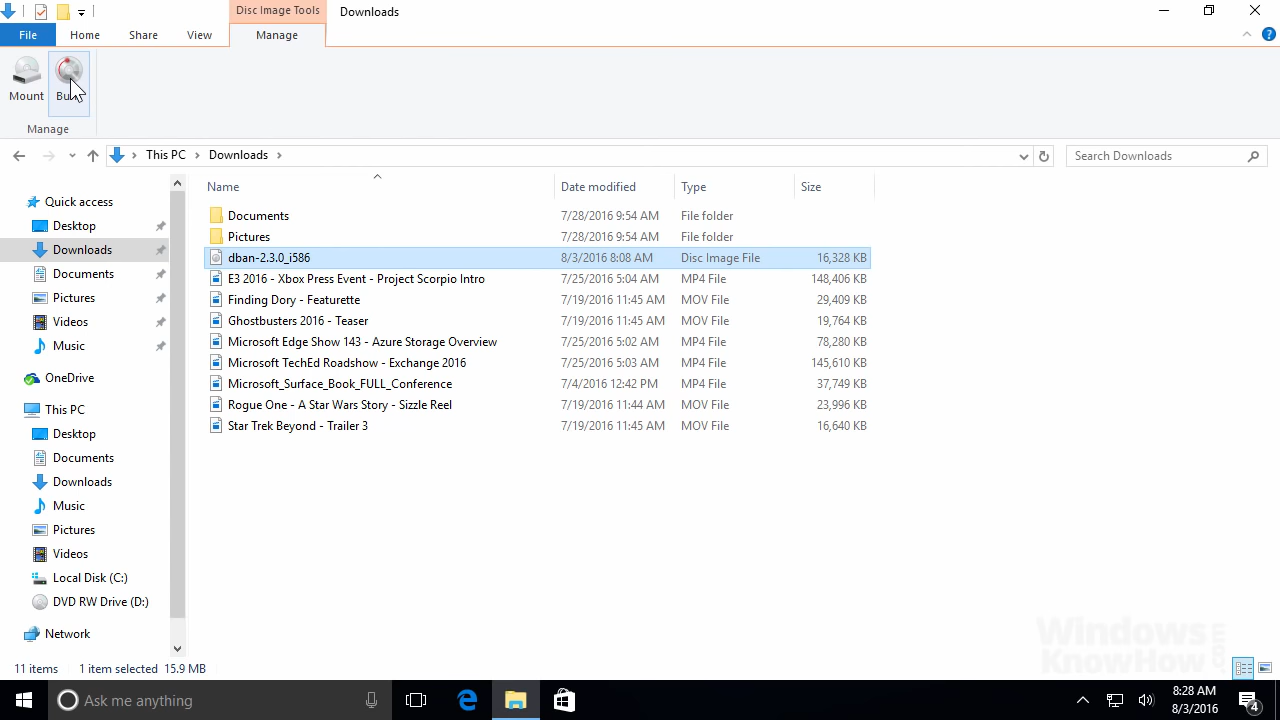 Disc Image Tools Downloads
File Home Share View Manage
Mount
Manage
This PC Downloads Search Downloads
Name Date modified Type Size
Quick access
Desktop
Downloads
Documents
Pictures
Videos
Music
OneDrive
This PC
Desktop
Documents
Downloads
Music
Pictures
Videos
Local Disk (C:)
DVD RW Drive (D:)
Network
Documents 7/28/2016 9:54 AM File folder
Pictures 7/28/2016 9:54 AM File folder
dban-2.3.0_i586 8/3/2016 8:08 AM Disc Image File 16,328 KB
E3 2016 - Xbox Press Event - Project Scorpio Intro 7/25/2016 5:04 AM MP4 File 148,406 KB
Finding Dory - Featurette 7/19/2016 11:45 AM MOV File 29,409 KB
Ghostbusters 2016 - Teaser 7/19/2016 11:45 AM MOV File 19,764 KB
Microsoft Edge Show 143 - Azure Storage Overview 7/25/2016 5:02 AM MP4 File 78,280 KB
Microsoft TechEd Roadshow - Exchange 2016 7/25/2016 5:03 AM MP4 File 145,610 KB
Microsoft_Surface_Book_FULL_Conference 7/4/2016 12:42 PM MP4 File 37,749 KB
Rogue One - A Star Wars Story - Sizzle Reel 7/19/2016 11:44 AM MOV File 23,996 KB
Star Trek Beyond - Trailer 3 7/19/2016 11:45 AM MOV File 16,640 KB
Windows
KnowHow.com
11 items 1 item selected 15.9 MB
Ask me anything
8:28 AM
8/3/2016
4